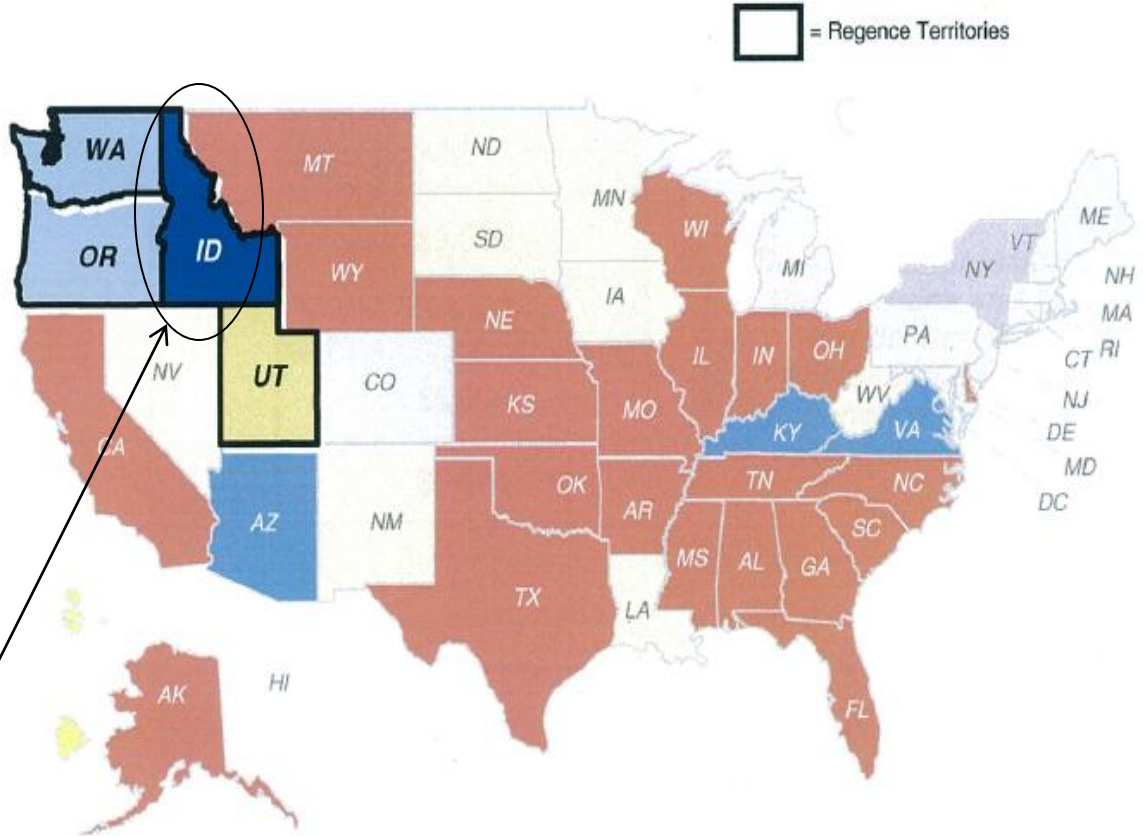 = Regence Territories
WA
MT
ND
MN
OR
ID
SD
WI
ME
VT
NY
MI
WY
IA
NH
NE
MA
PA
NV
UT
CO
IL
IN
OH
CT
RI
KS
MO
WV
NJ
CA
KY
VA
DE
MD
AZ
NM
OK
TN
NC
DC
AR
SC
MS
AL
GA
TX
LA
AK
HI
FL